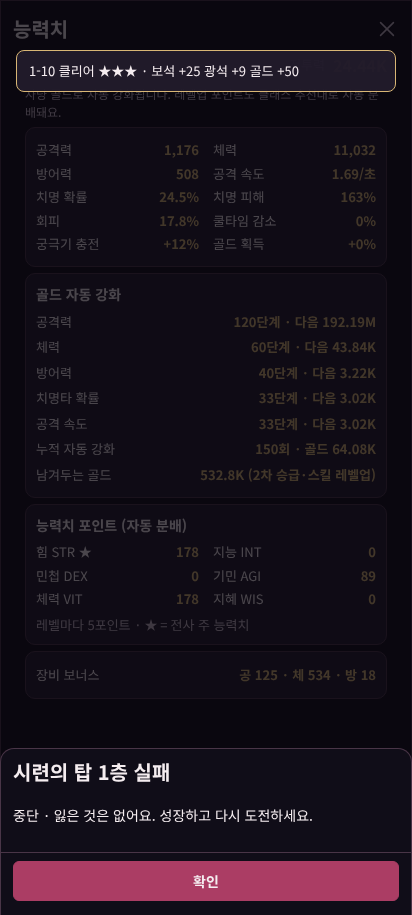 능력치
1-10 클리어 ★★★ · 보석 +25 광석 +9 골드 +50
자동 분
배돼요.
공격력 1,176 체력 11,032
방어력 508 공격 속도 1.69/초
치명 확률 24.5% 치명 피해 163%
회피 17.8% 쿨타임 감소 0%
궁극기 충전 +12% 골드 획득 +0%
골드 자동 강화
공격력 120단계 · 다음 192.19M
체력 60단계 · 다음 43.84K
방어력 40단계 · 다음 3.22K
치명타 확률 33단계 · 다음 3.02K
공격 속도 33단계 · 다음 3.02K
누적 자동 강화 150회 · 골드 64.08K
남겨두는 골드 532.8K (2차 승급·스킬 레벨업)
능력치 포인트 (자동 분배)
힘 STR ★ 178 지능 INT 0
민첩 DEX 0 기민 AGI 89
체력 VIT 178 지혜 WIS 0
레벨마다 5포인트 · ★ = 전사 주 능력치
장비 보너스 공 125 · 체 534 · 방 18
시련의 탑 1층 실패
중단 · 잃은 것은 없어요. 성장하고 다시 도전하세요.
확인